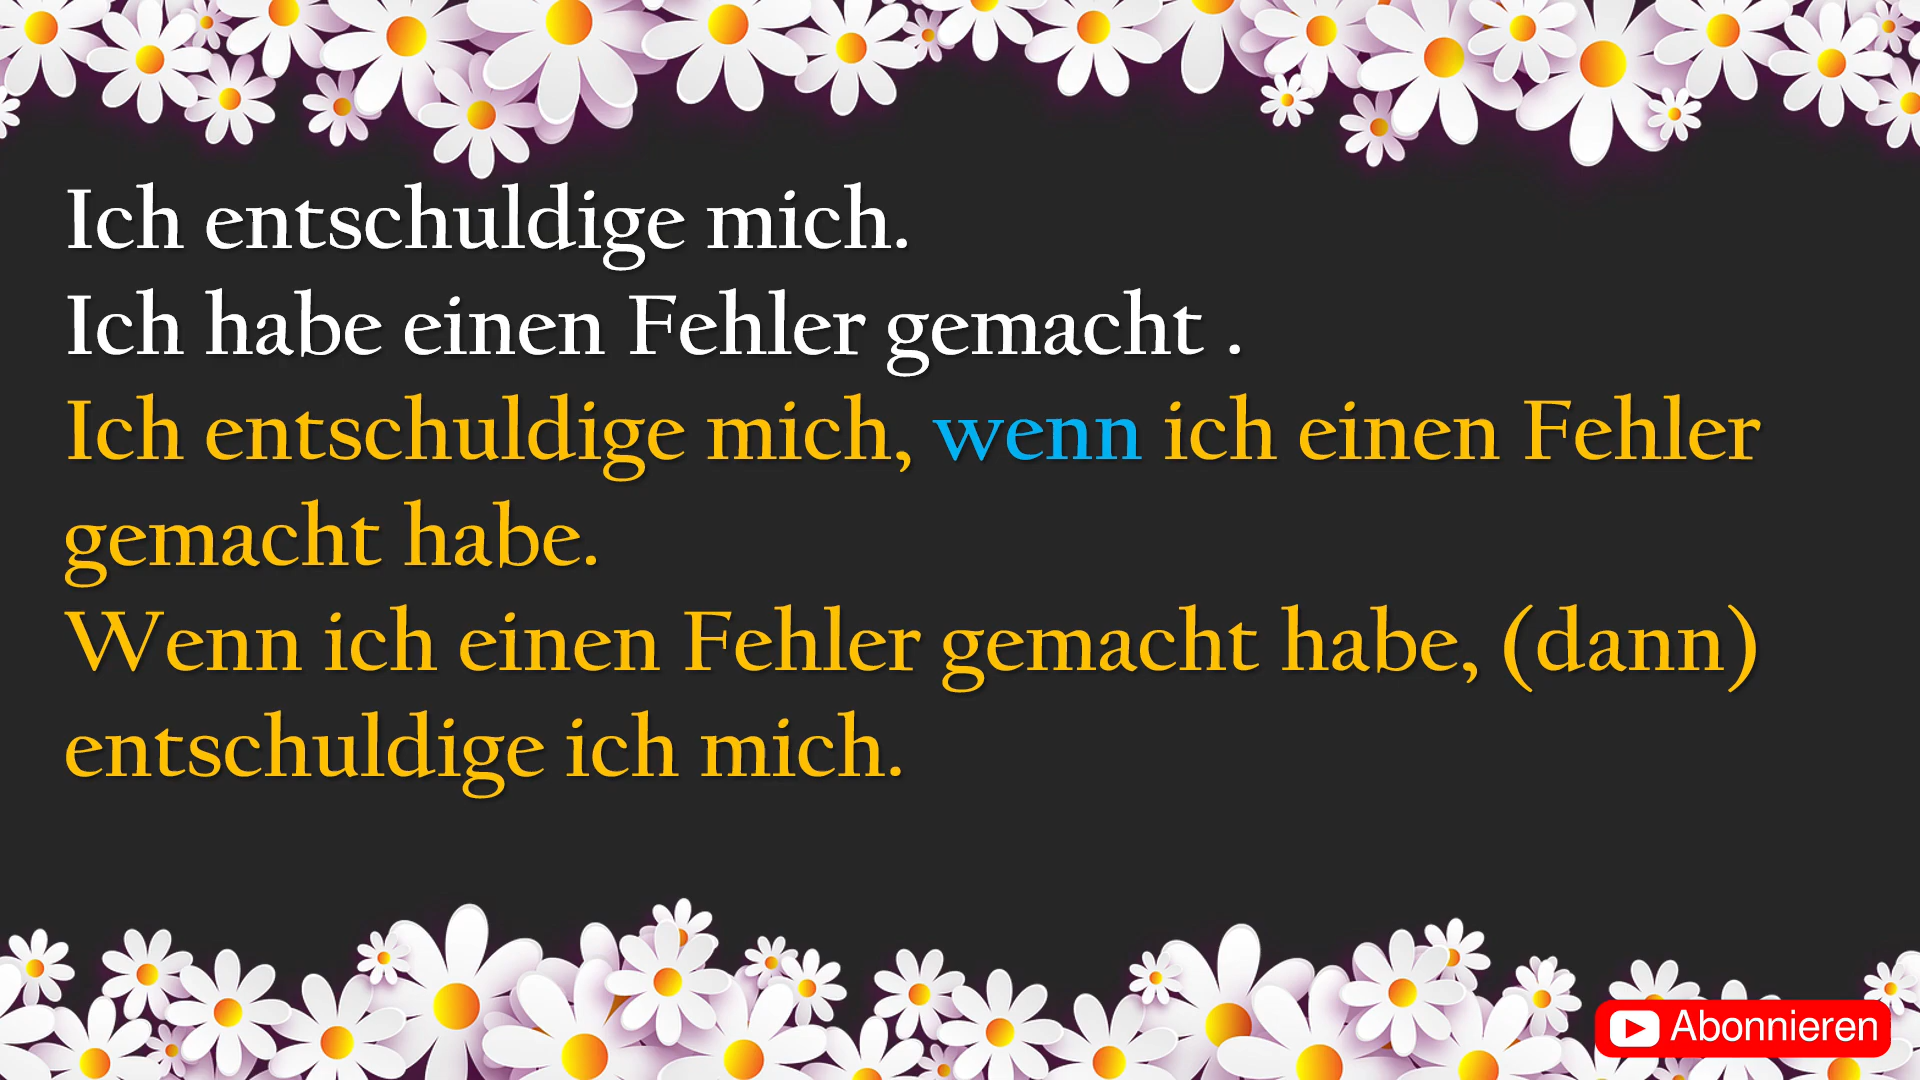 Ich entschuldige mich.
Ich habe einen Fehler gemacht .
Ich entschuldige mich, wenn ich einen Fehler
gemacht habe.
Wenn ich einen Fehler gemacht habe, (dann)
entschuldige ich mich.
Abonnieren